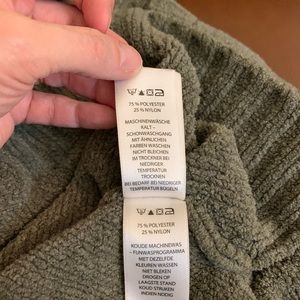 75 % POLYESTER
25 % NYLON
MASCHINENWÄSCHE
KALT –
SCHONWASCHGANG
MIT ÄHNLICHEN
FARBEN WASCHEN
NICHT BLEICHEN
IM TROCKNER BEI
NIEDRIGER
TEMPERATUR
TROCKNEN
BEI BEDARF BEI NIEDRIGER
TEMPERATUR BÜGELN
75 % POLYESTER
25 % NYLON
KOUDE MACHINEWAS
– FIJNWASPROGRAMMA
MET DEZELFDE
KLEUREN WASSEN
NIET BLEKEN
DROGEN OP
LAAGSTE STAND
KOUD STRIJKEN
INDIEN NODIG